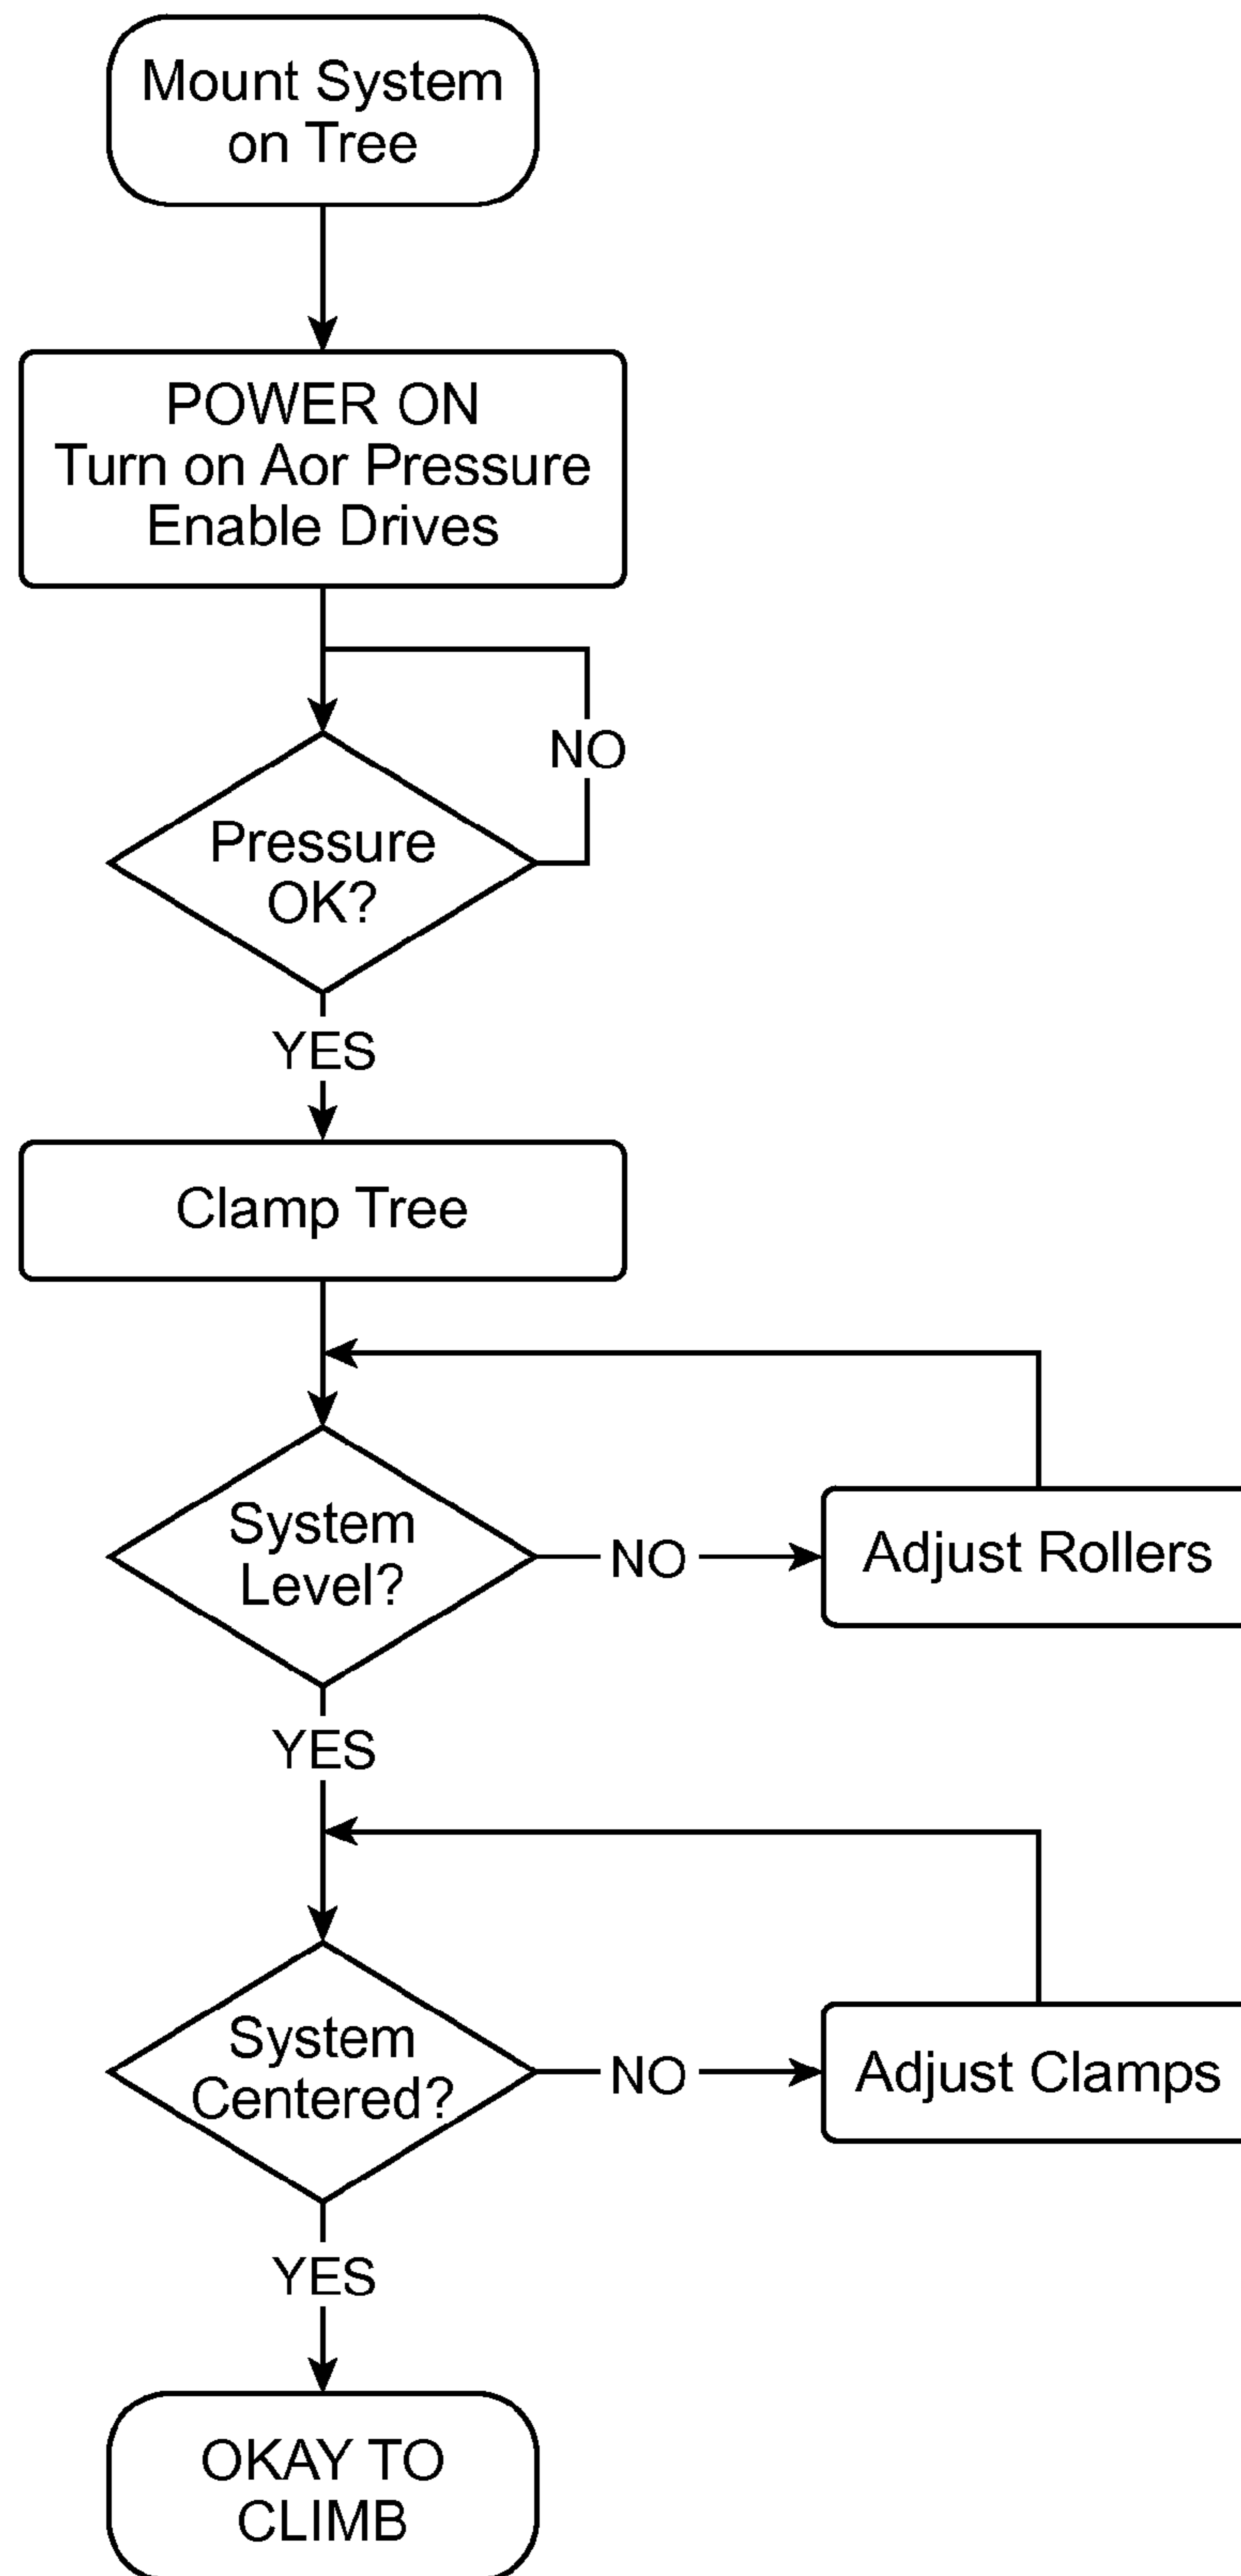 Mount System
on Tree
POWER ON
Turn on Aor Pressure
Enable Drives
NO
Pressure
OK?
YES
Clamp Tree
System
Level?
NO
Adjust Rollers
YES
System
Centered?
NO
Adjust Clamps
YES
OKAY TO
CLIMB